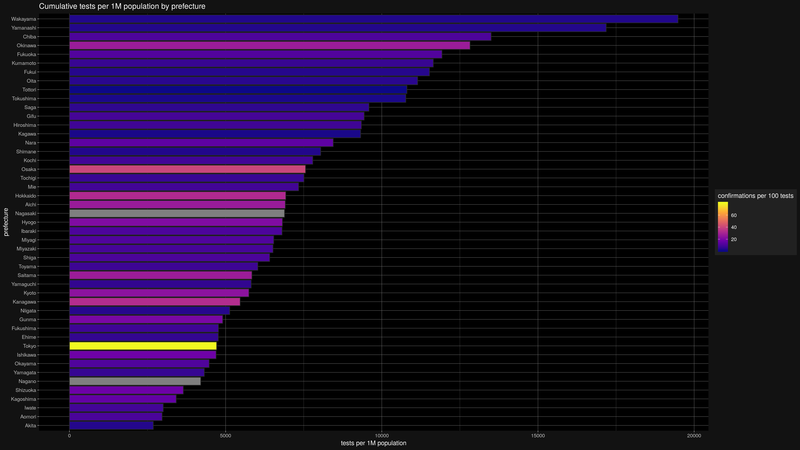 Cumulative tests per 1M population by prefecture
Wakayama
Yamanashi
Chiba
Okinawa
Fukuoka
Kumamoto
Fukui
Oita
Tottori
Tokushima
Saga
Gifu
Hiroshima
Kagawa
Nara
Shimane
Kochi
Osaka
Tochigi
Mie
Hokkaido
Aichi
Nagasaki
Hyogo
Ibaraki
Miyagi
Miyazaki
Shiga
Toyama
Saitama
Yamaguchi
Kyoto
Kanagawa
Niigata
Gunma
Fukushima
Ehime
Tokyo
Ishikawa
Okayama
Yamagata
Nagano
Shizuoka
Kagoshima
Iwate
Aomori
Akita
prefecture
0 5000 10000 15000 20000
tests per 1M population
confirmations per 100 tests
60
40
20